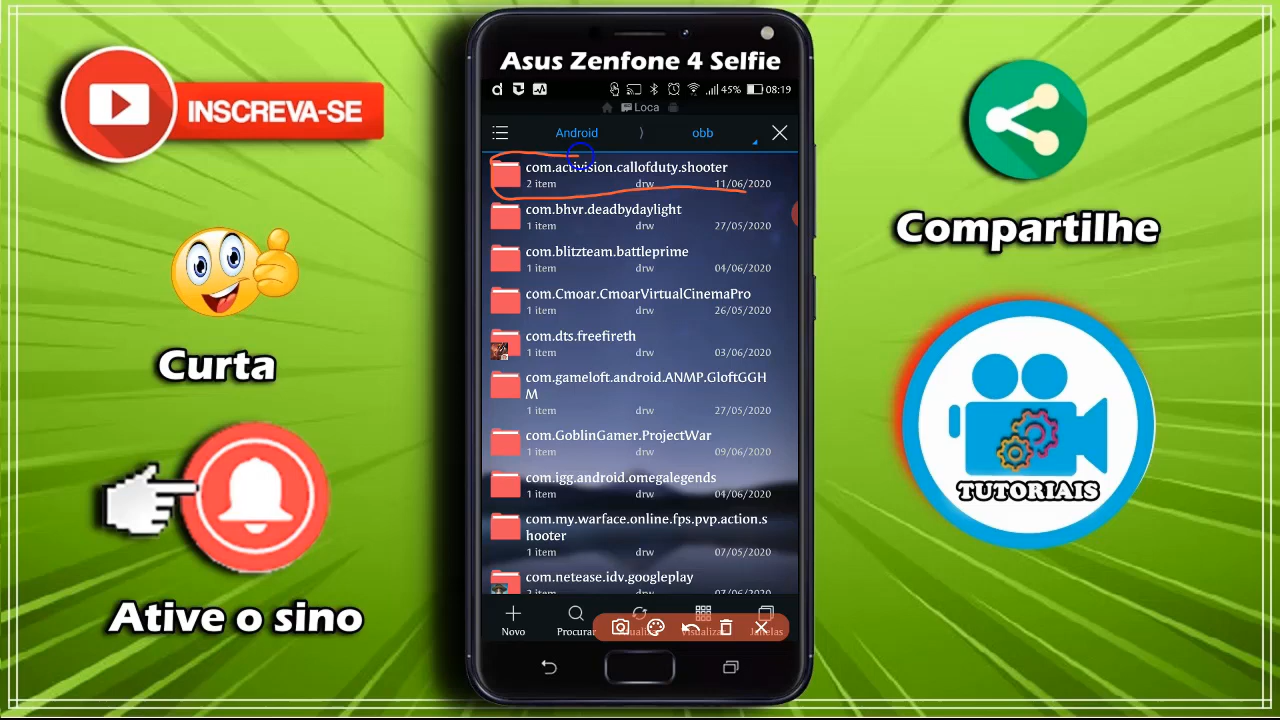 INSCREVA-SE
Curta
Ative o sino
Asus Zenfone 4 Selfie
45% 08:19
Loca
Android
obb
com.activision.callofduty.shooter
2 item drw 11/06/2020
com.bhvr.deadbydaylight
1 item drw 27/05/2020
com.blitzteam.battleprime
1 item drw 04/06/2020
com.Cmoar.CmoarVirtualCinemaPro
1 item drw 26/05/2020
com.dts.freefireth
1 item drw 03/06/2020
com.gameloft.android.ANMP.GloftGGH
M
1 item drw 27/05/2020
com.GoblinGamer.ProjectWar
1 item drw 09/06/2020
com.igg.android.omegalegends
1 item drw 04/06/2020
com.my.warface.online.fps.pvp.action.s
hooter
1 item drw 07/05/2020
com.netease.idv.googleplay
Novo
Procurar
Janelas
Compartilhe
TUTORIAIS